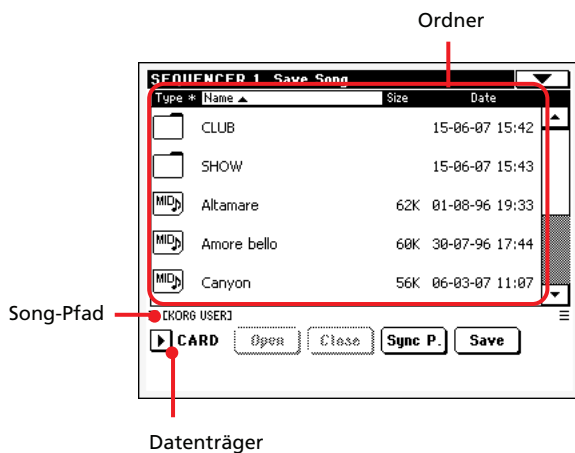 Ordner
SEQUENCER 1 Save Song
Type * Name Size Date
CLUB 15-06-07 15:42
SHOW 15-06-07 15:43
MID Altamare 62K 01-08-96 19:33
MID Amore bello 60K 30-07-96 17:44
MID Canyon 56K 06-03-07 11:07
Song-Pfad
[KORG USER]
CARD Open Close Sync P. Save
Datenträger